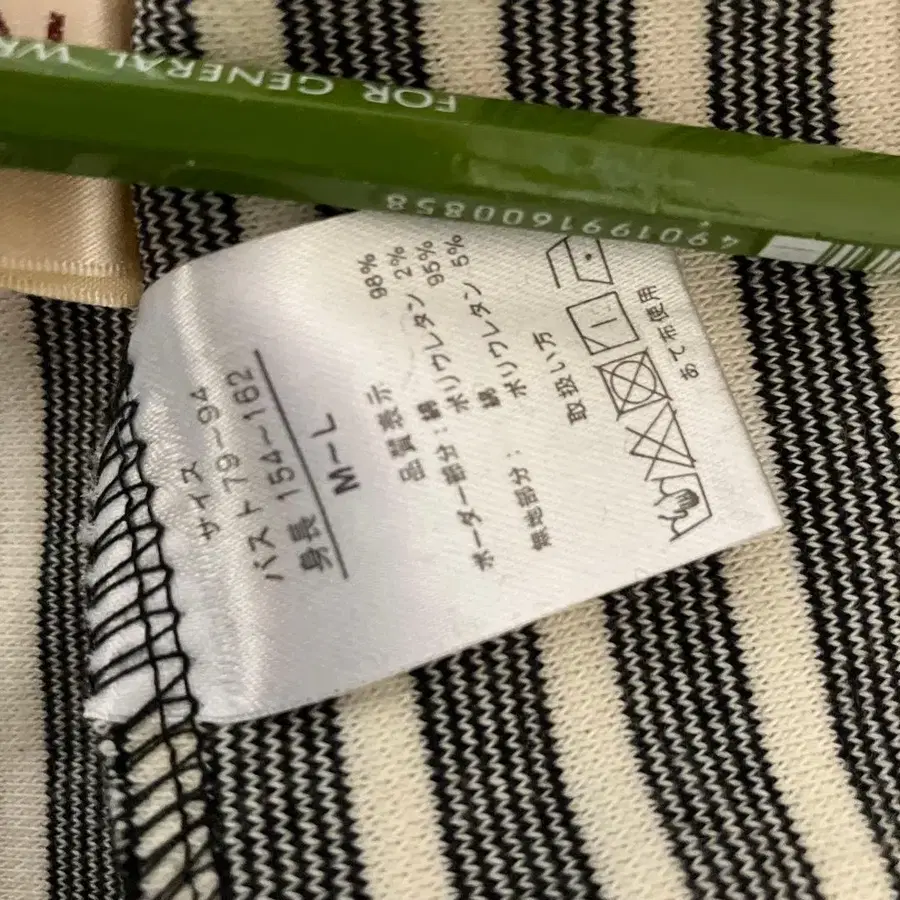 FOR GENERAL WR
4901991600858
サイズ
バスト 79~94
身長 154~162
M-L
品質表示
ボーダー部分:綿 98%
ポリウレタン 2%
無地部分: 綿 95%
ポリウレタン 5%
取扱い方
あて布使用